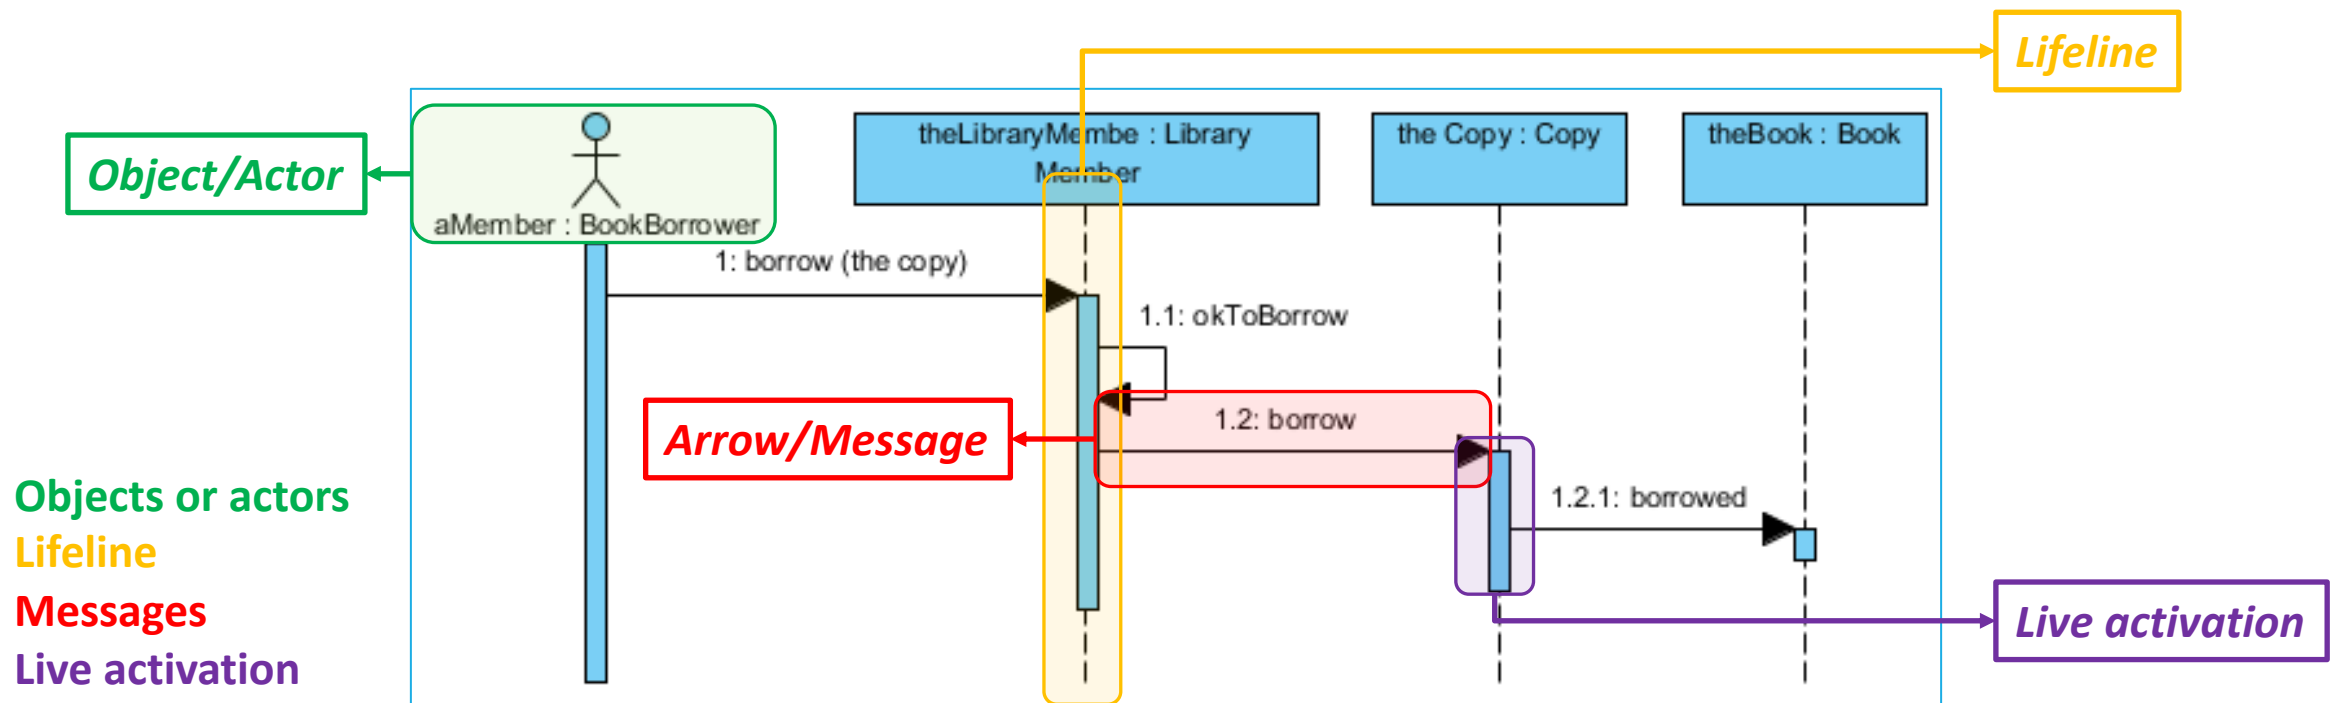 Lifeline
Object/Actor
aMember : BookBorrower
theLibraryMembe : Library
Member
the Copy : Copy
theBook : Book
1: borrow (the copy)
1.1: okToBorrow
Arrow/Message
1.2: borrow
1.2.1: borrowed
Objects or actors
Lifeline
Messages
Live activation
Live activation